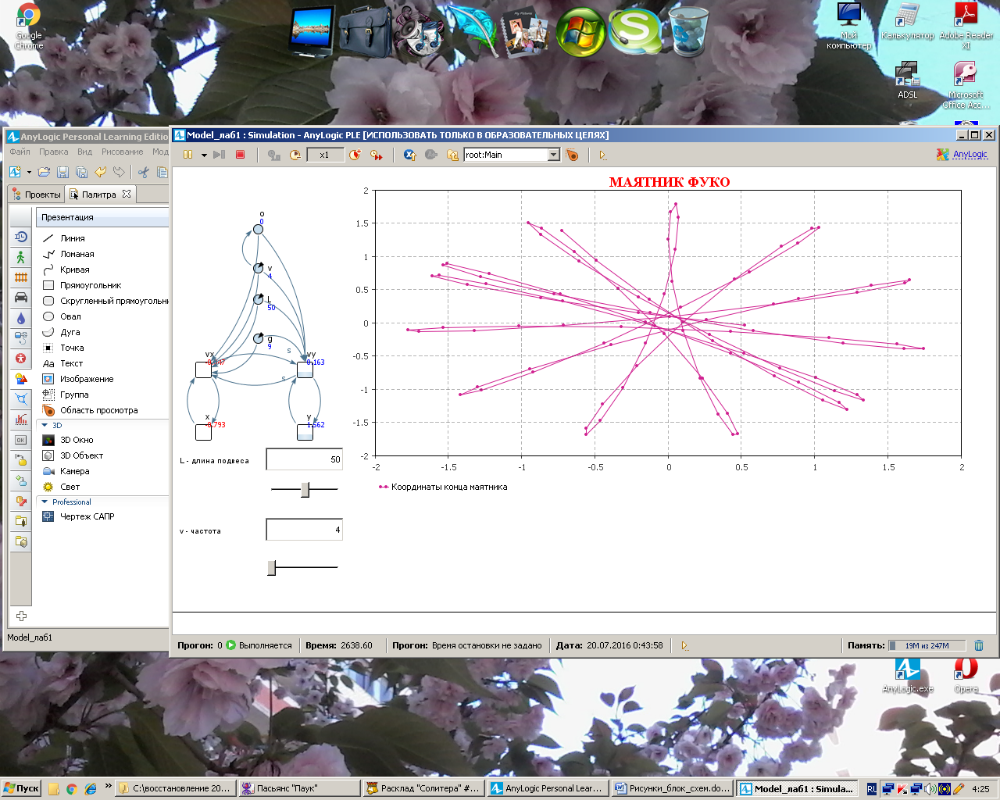 Google
Chrome
Мой
компьютер
Калькулятор
Adobe Reader
XI
ADSL
Microsoft
Office Acc...
AnyLogic Personal Learning Edition
Файл Правка Вид Рисование Мод
Проекты
Палитра
Презентация
Линия
Ломаная
Кривая
Прямоугольник
Скругленный прямоугольни
Овал
Дуга
Точка
Aa Текст
Изображение
Группа
Область просмотра
3D
3D Окно
3D Объект
Камера
Свет
Professional
Чертеж САПР
OK
Model_лаб1
Model_лаб1 : Simulation - AnyLogic PLE [ИСПОЛЬЗОВАТЬ ТОЛЬКО В ОБРАЗОВАТЕЛЬНЫХ ЦЕЛЯХ]
x1
root:Main
AnyLogic
МАЯТНИК ФУКО
o
0
v
4
L
50
g
9
s
s
vx
vy
0.163
x
-0.793
y
1.562
2
1.5
1
0.5
0
-0.5
-1
-1.5
-2
-2 -1.5 -1 -0.5 0 0.5 1 1.5 2
Координаты конца маятника
L - длина подвеса 50
v - частота 4
Прогон: 0 Выполняется Время: 2638.60 Прогон: Время остановки не задано Дата: 20.07.2016 0:43:58 Память: 19M из 247M
AnyLogic.exe
Opera
Пуск
C:\восстановление 20...
Пасьянс "Паук"
Расклад "Солитера" #...
AnyLogic Personal Lear...
Рисунки_блок_схем.do...
Model_лаб1 : Simula...
RU
4:25